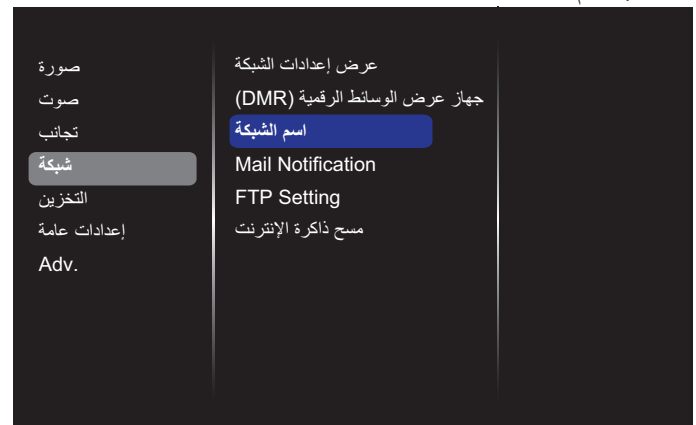 صورة
صوت
تجانب
شبكة
التخزين
إعدادات عامة
Adv.
عرض إعدادات الشبكة
جهاز عرض الوسائط الرقمية (DMR)
اسم الشبكة
Mail Notification
FTP Setting
مسح ذاكرة الإنترنت